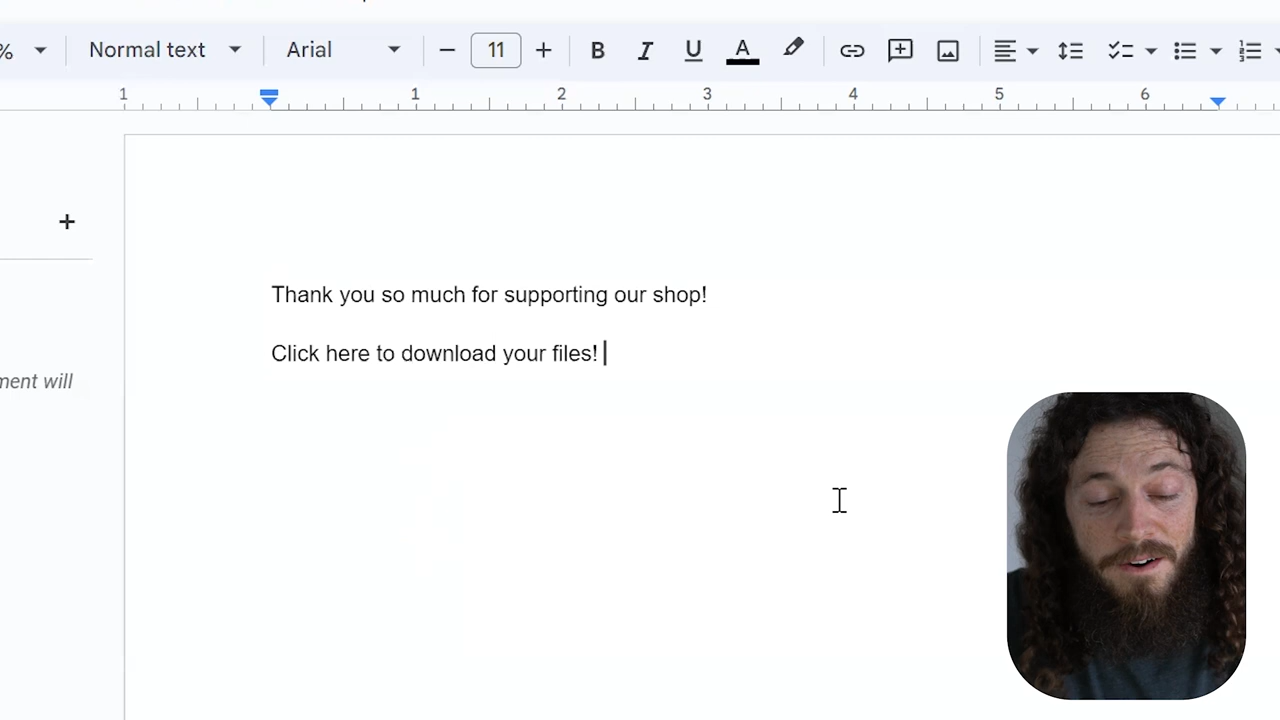 %
Normal text
Arial
11
B
I
U
A
1
1
2
3
4
5
6
Thank you so much for supporting our shop!
Click here to download your files!
ment will